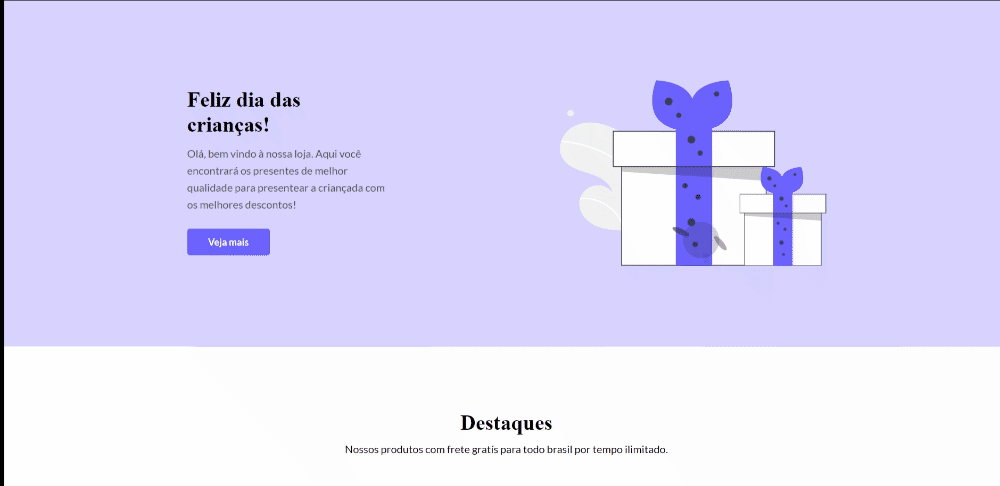 Feliz dia das
crianças!
Olá, bem vindo à nossa loja. Aqui você
encontrará os presentes de melhor
qualidade para presentear a criançada com
os melhores descontos!
Veja mais
Destaques
Nossos produtos com frete gratís para todo brasil por tempo ilimitado.